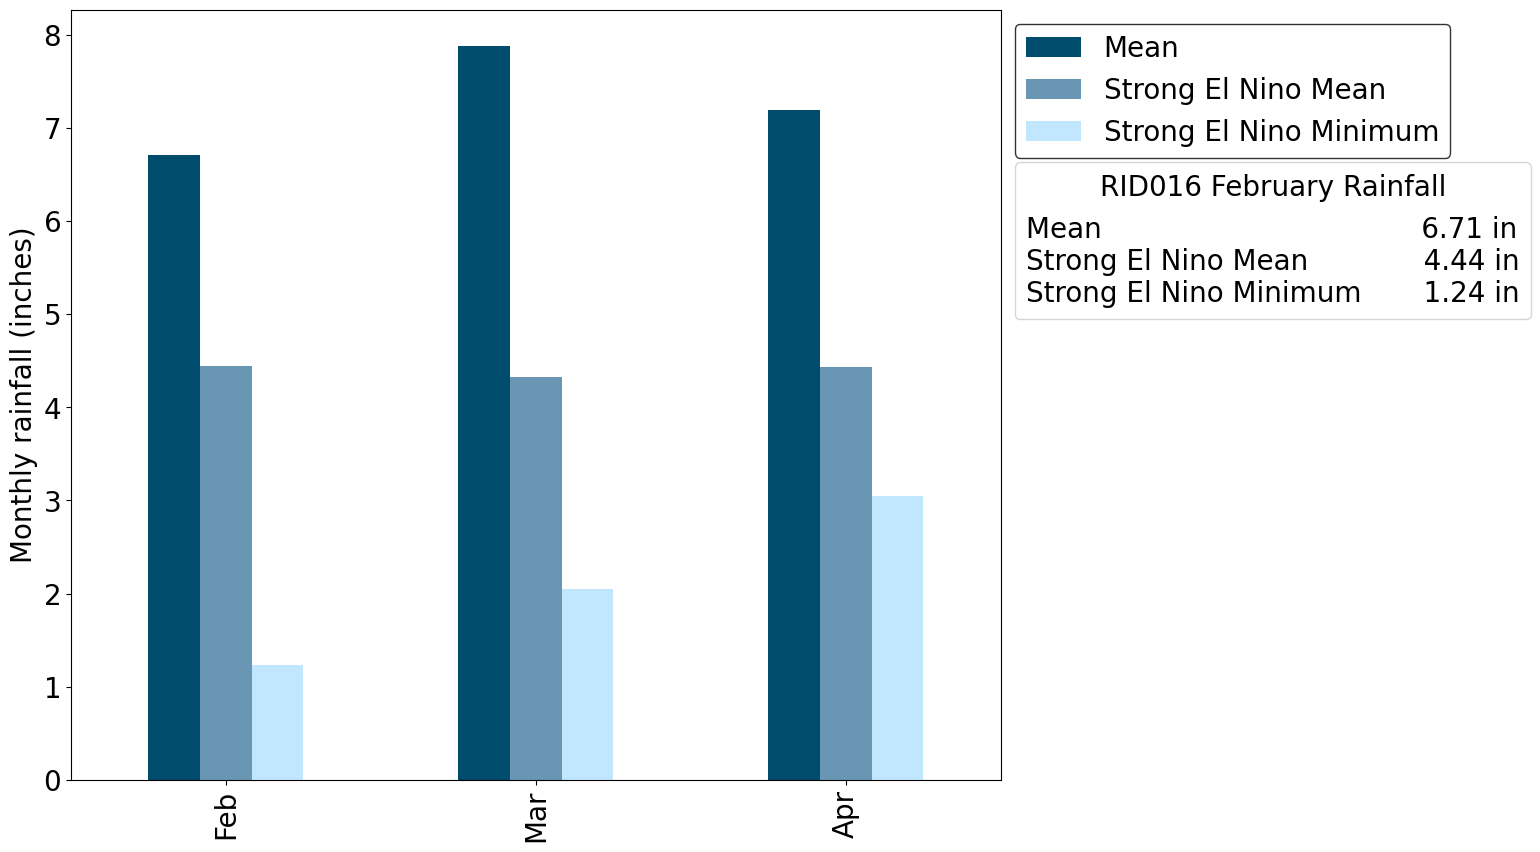 Monthly rainfall (inches)
8
7
6
5
4
3
2
1
0
Feb
Mar
Apr
Mean
Strong El Nino Mean
Strong El Nino Minimum
RID016 February Rainfall
Mean 6.71 in
Strong El Nino Mean 4.44 in
Strong El Nino Minimum 1.24 in